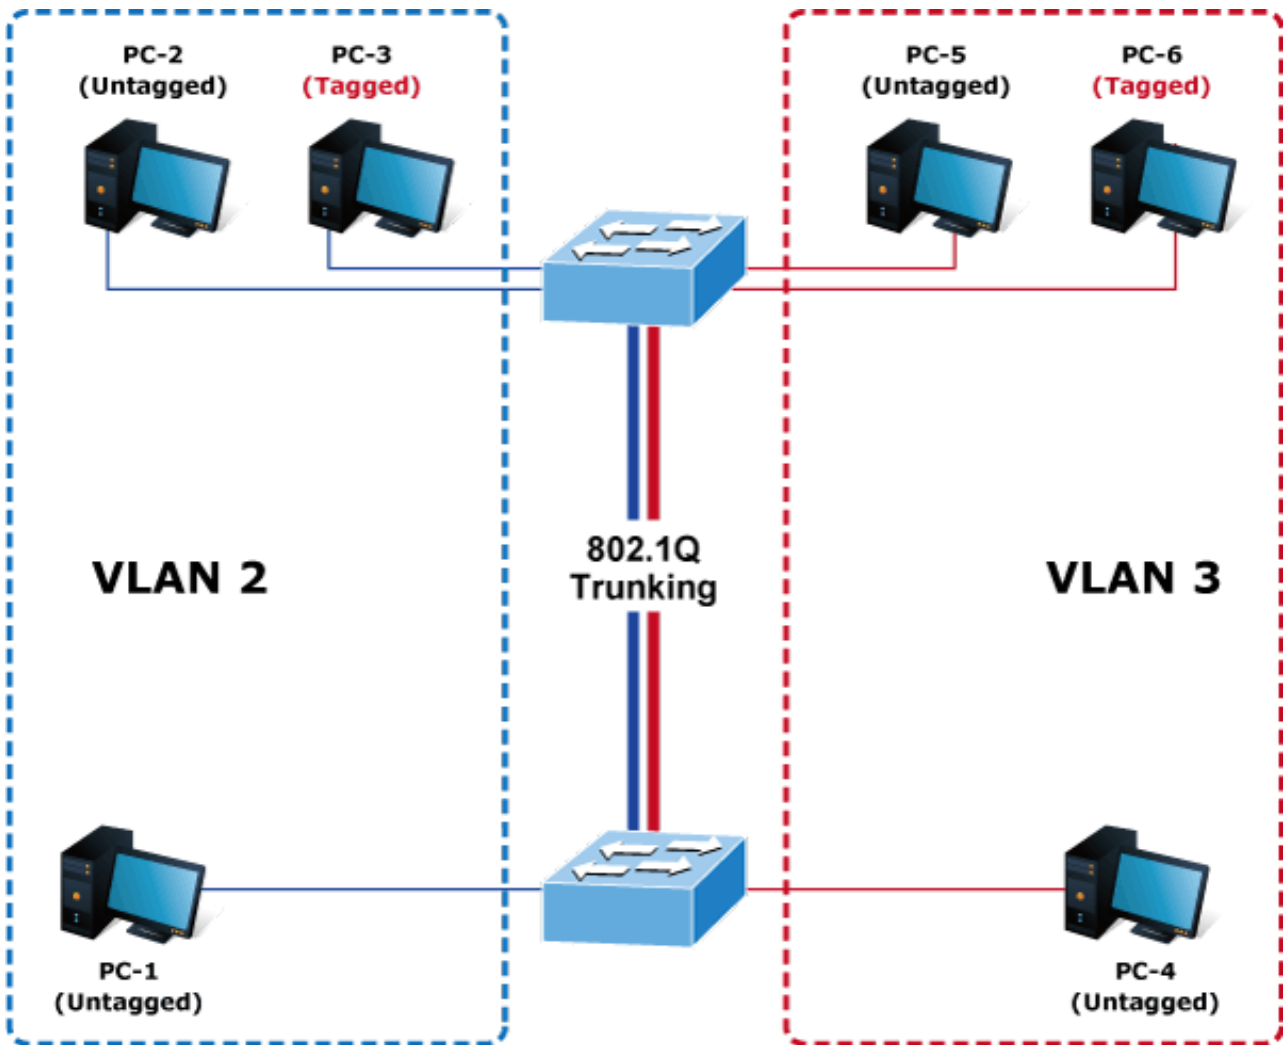 PC-2
(Untagged)
PC-3
(Tagged)
PC-5
(Untagged)
PC-6
(Tagged)
802.1Q
Trunking
VLAN 2
VLAN 3
PC-1
(Untagged)
PC-4
(Untagged)